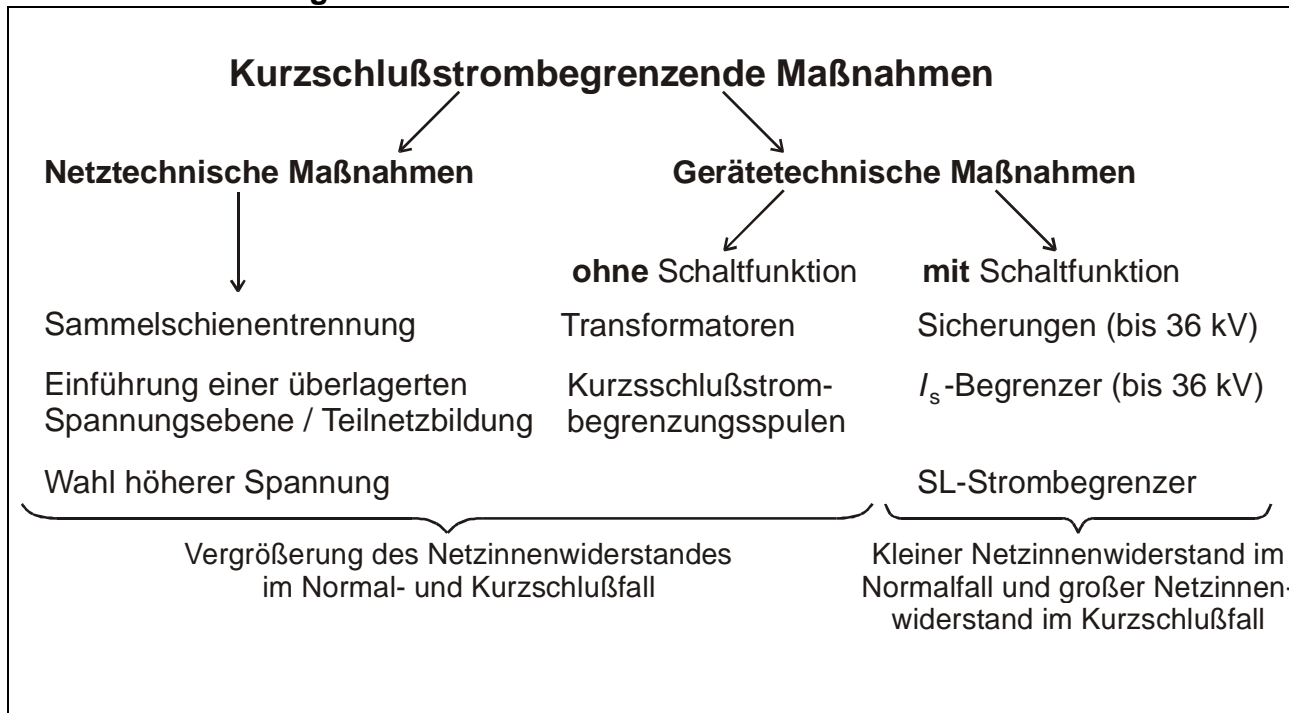 Kurzschlußstrombegrenzende Maßnahmen
Netztechnische Maßnahmen
Gerätetechnische Maßnahmen
ohne Schaltfunktion
mit Schaltfunktion
Sammelschienentrennung
Transformatoren
Sicherungen (bis 36 kV)
Einführung einer überlagerten
Spannungsebene / Teilnetzbildung
Kurzsschlußstrom-
begrenzungsspulen
Is-Begrenzer (bis 36 kV)
Wahl höherer Spannung
SL-Strombegrenzer
Vergrößerung des Netzinnenwiderstandes
im Normal- und Kurzschlußfall
Kleiner Netzinnenwiderstand im
Normalfall und großer Netzinnen-
widerstand im Kurzschlußfall